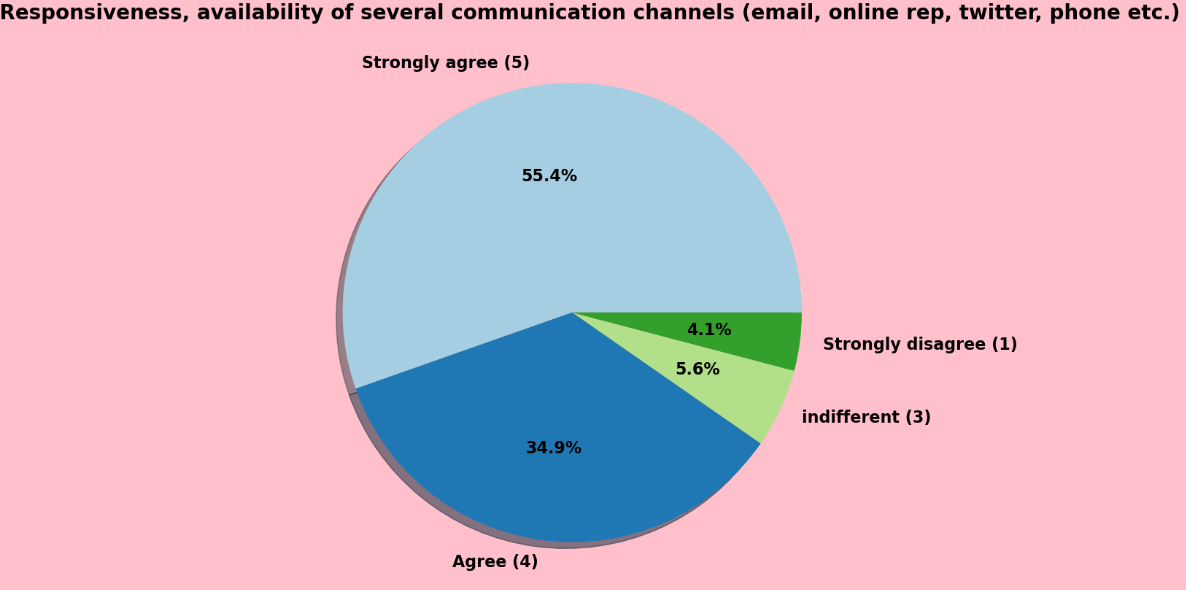 Responsiveness, availability of several communication channels (email, online rep, twitter, phone etc.)
Strongly agree (5)
55.4%
4.1%
Strongly disagree (1)
5.6%
indifferent (3)
34.9%
Agree (4)